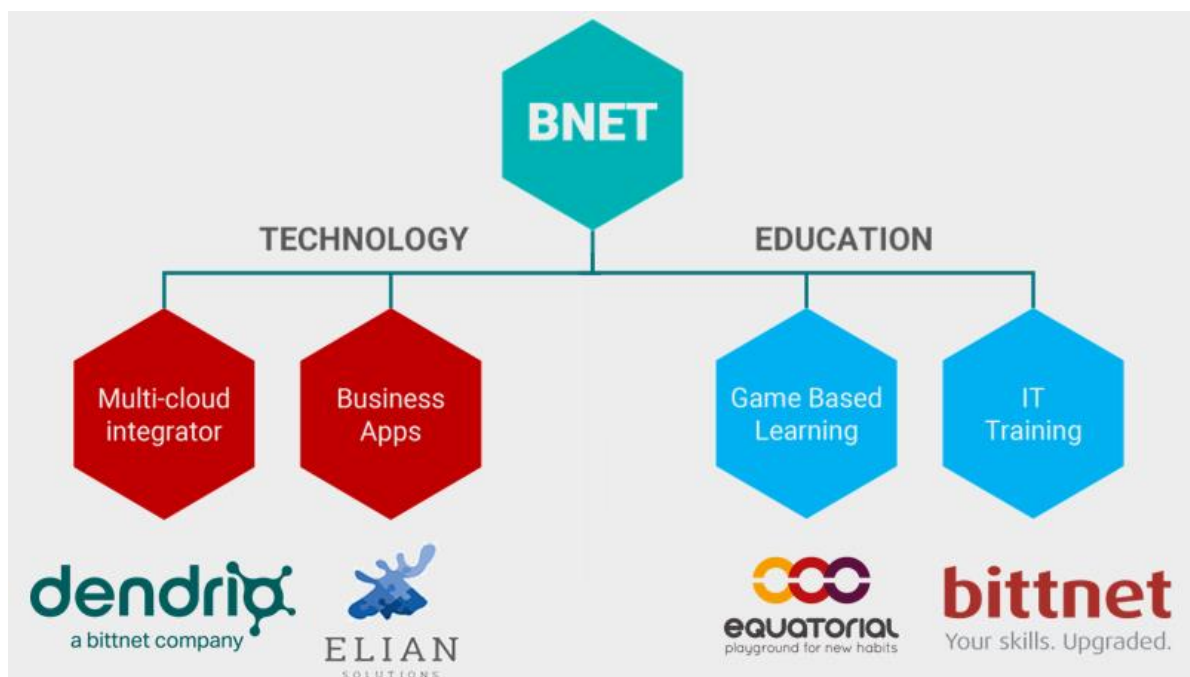 BNET
TECHNOLOGY
EDUCATION
Multi-cloud
integrator
Business
Apps
Game Based
Learning
IT
Training
dendrio
a bittnet company
ELIAN
SOLUTIONS
equatorial
playground for new habits
bittnet
Your skills. Upgraded.